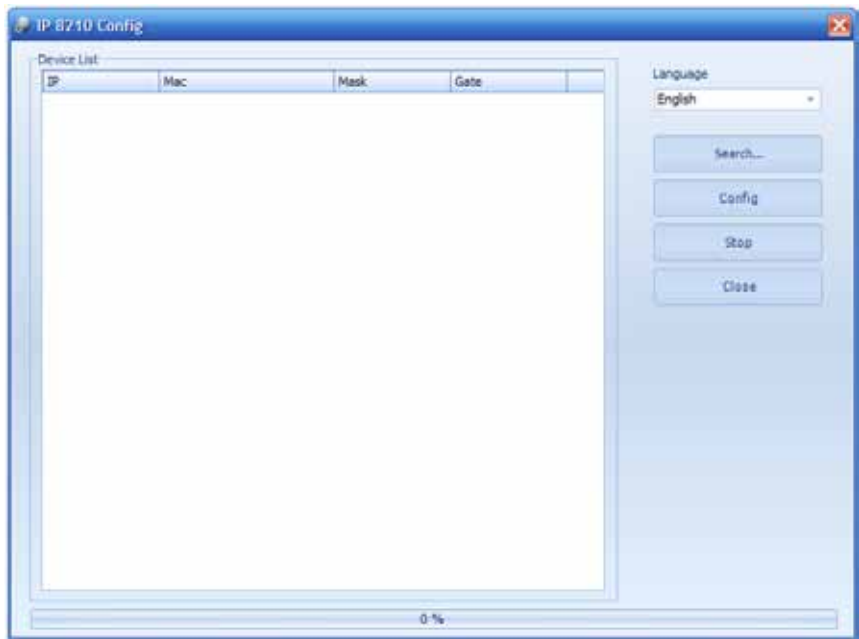 IP 8210 Config
Device List
IP Mac Mask Gate
Language
English
Search...
Config
Stop
Close
0 %